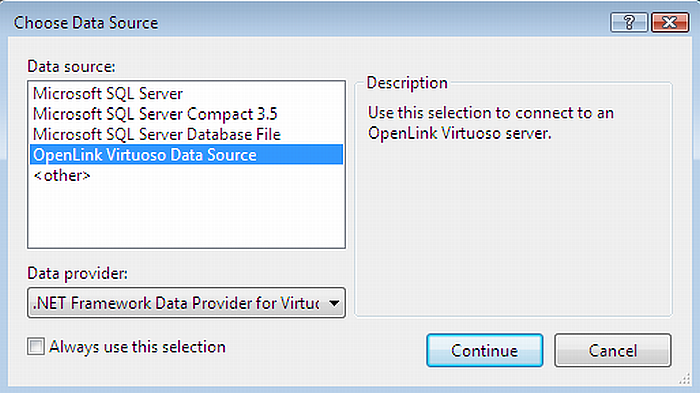 Choose Data Source
Data source:
Microsoft SQL Server
Microsoft SQL Server Compact 3.5
Microsoft SQL Server Database File
OpenLink Virtuoso Data Source
<other>
Description
Use this selection to connect to an
OpenLink Virtuoso server.
Data provider:
.NET Framework Data Provider for Virtuo
Always use this selection
Continue
Cancel